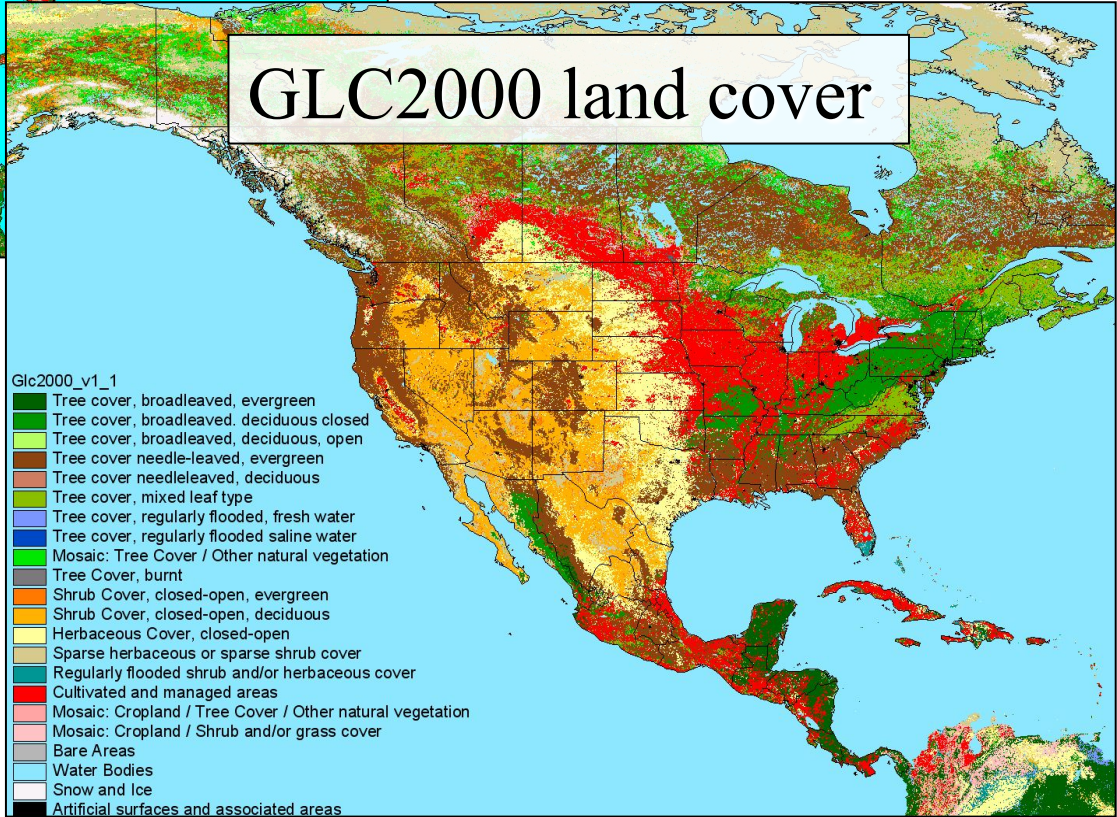 GLC2000 land cover
Glc2000_v1_1
Tree cover, broadleaved, evergreen
Tree cover, broadleaved. deciduous closed
Tree cover, broadleaved, deciduous, open
Tree cover needle-leaved, evergreen
Tree cover needleleaved, deciduous
Tree cover, mixed leaf type
Tree cover, regularly flooded, fresh water
Tree cover, regularly flooded saline water
Mosaic: Tree Cover / Other natural vegetation
Tree Cover, burnt
Shrub Cover, closed-open, evergreen
Shrub Cover, closed-open, deciduous
Herbaceous Cover, closed-open
Sparse herbaceous or sparse shrub cover
Regularly flooded shrub and/or herbaceous cover
Cultivated and managed areas
Mosaic: Cropland / Tree Cover / Other natural vegetation
Mosaic: Cropland / Shrub and/or grass cover
Bare Areas
Water Bodies
Snow and Ice
Artificial surfaces and associated areas